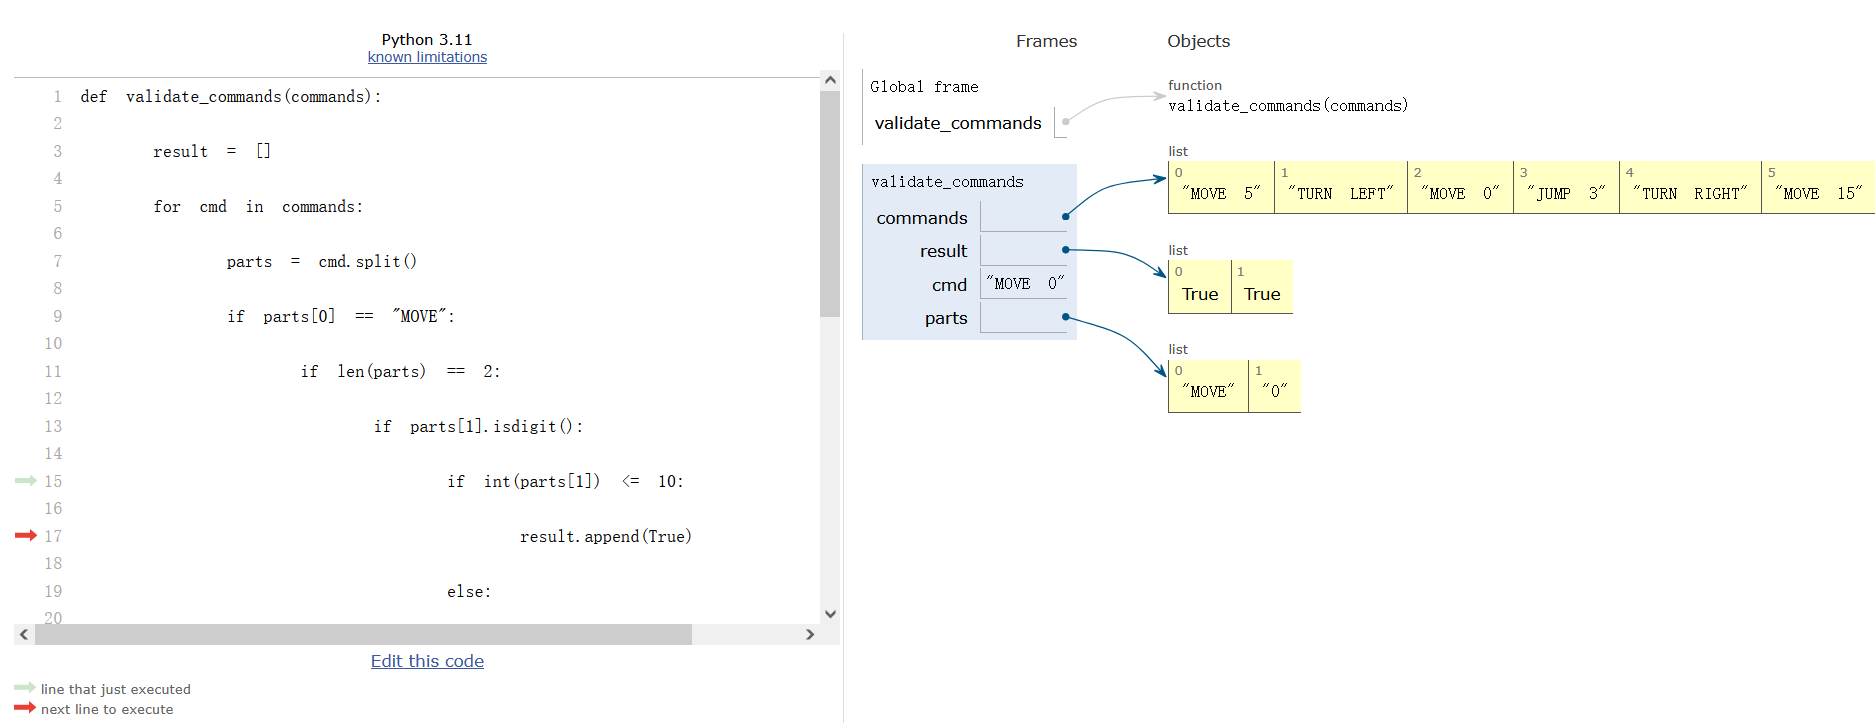 Python 3.11
known limitations
1 def validate_commands(commands):
2
3 result = []
4
5 for cmd in commands:
6
7 parts = cmd.split()
8
9 if parts[0] == "MOVE":
10
11 if len(parts) == 2:
12
13 if parts[1].isdigit():
14
15 if int(parts[1]) <= 10:
16
17 result.append(True)
18
19 else:
20
Edit this code
line that just executed
next line to execute
Frames Objects
Global frame
validate_commands
function
validate_commands(commands)
validate_commands
commands
result
cmd "MOVE 0"
parts
list
0 1 2 3 4 5
"MOVE 5" "TURN LEFT" "MOVE 0" "JUMP 3" "TURN RIGHT" "MOVE 15"
list
0 1
True True
list
0 1
"MOVE" "0"